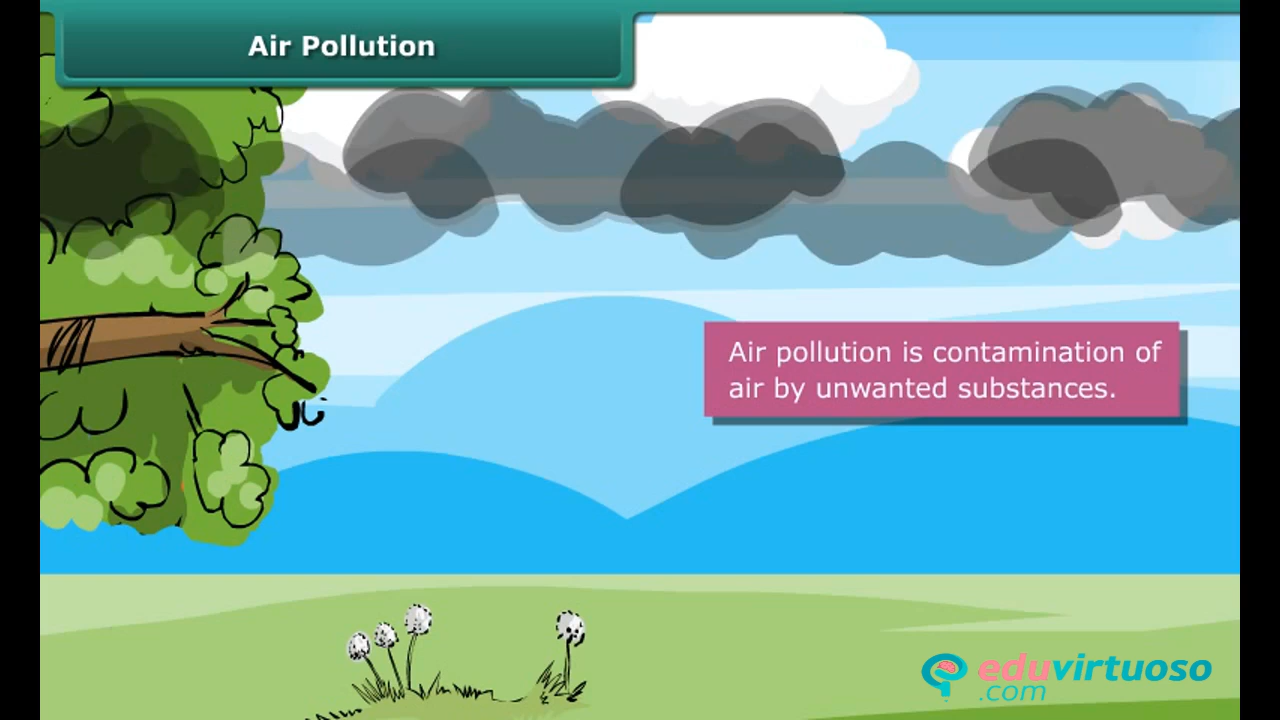 Air Pollution
Air pollution is contamination of
air by unwanted substances.
eduvirtuoso
.com